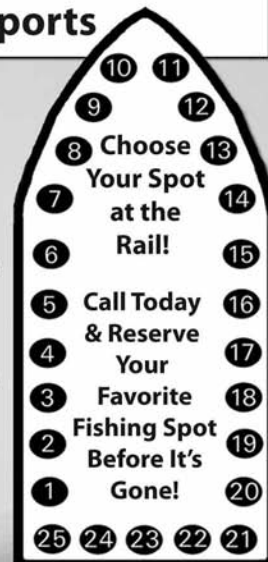 ports
10 11
9 12
8 Choose 13
Your Spot
7 14
at the
Rail!
6 15
5 Call Today 16
& Reserve
4 Your 17
3 Favorite 18
2 Fishing Spot 19
Before It's
1 Gone! 20
25 24 23 22 21